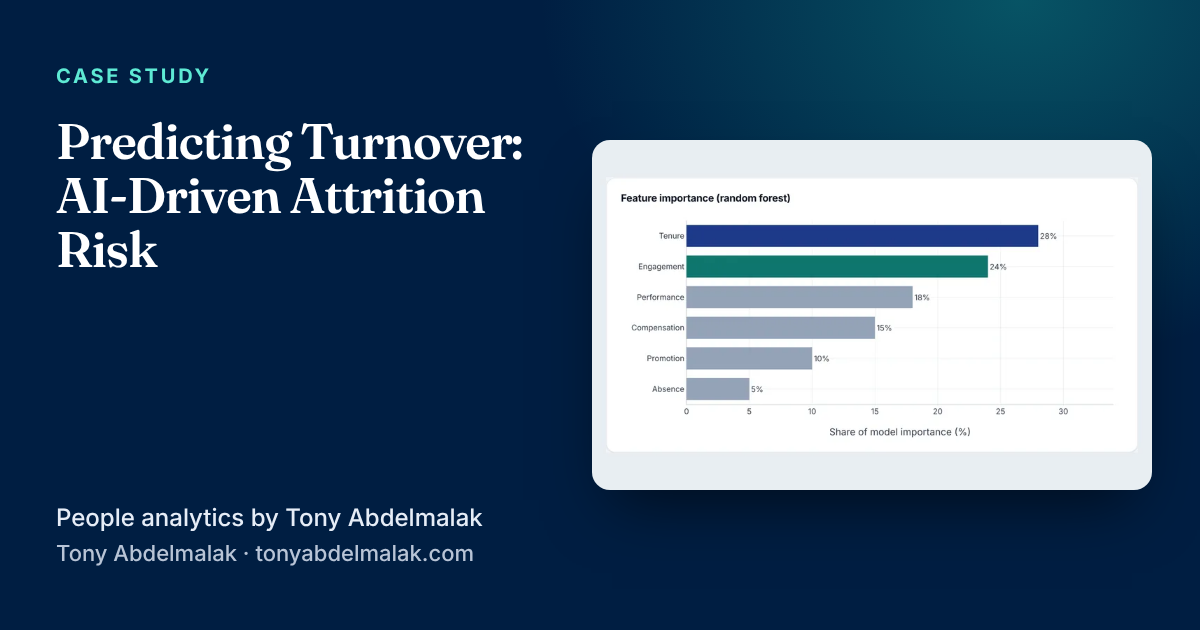 CASE STUDY
Predicting Turnover:
AI-Driven Attrition
Risk
People analytics by Tony Abdelmalak
Tony Abdelmalak · tonyabdelmalak.com
Feature importance (random forest)
Tenure 28%
Engagement 24%
Performance 18%
Compensation 15%
Promotion 10%
Absence 5%
0 5 10 15 20 25 30
Share of model importance (%)